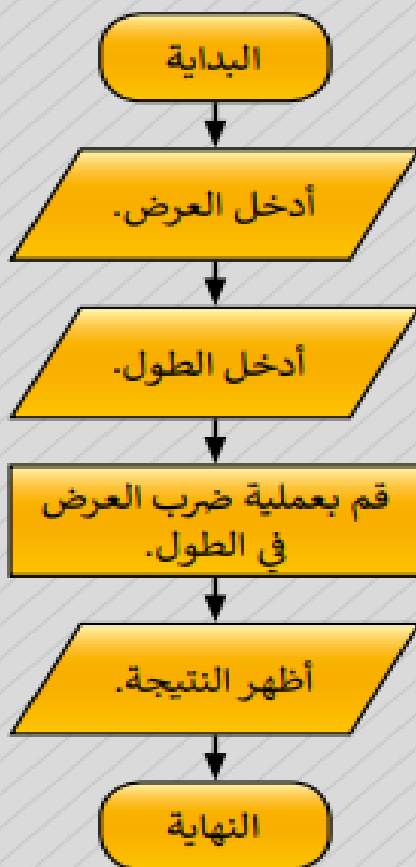 البداية
أدخل العرض.
أدخل الطول.
قم بعملية ضرب العرض
في الطول.
أظهر النتيجة.
النهاية